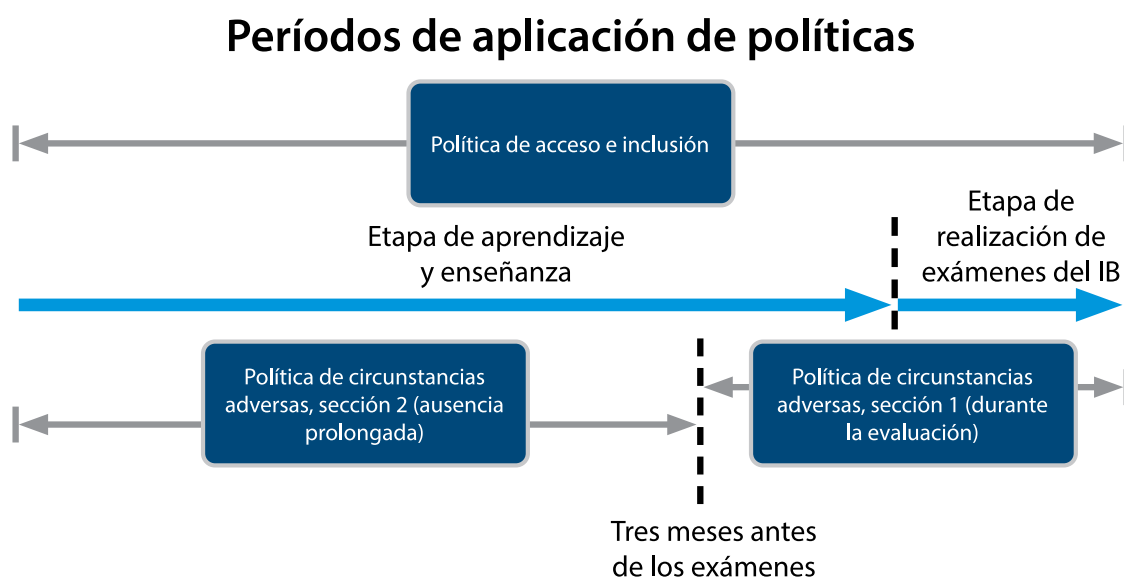 Períodos de aplicación de políticas
Política de acceso e inclusión
Etapa de aprendizaje
y enseñanza
Etapa de
realización de
exámenes del IB
Política de circunstancias
adversas, sección 2 (ausencia
prolongada)
Política de circunstancias
adversas, sección 1 (durante
la evaluación)
Tres meses antes
de los exámenes